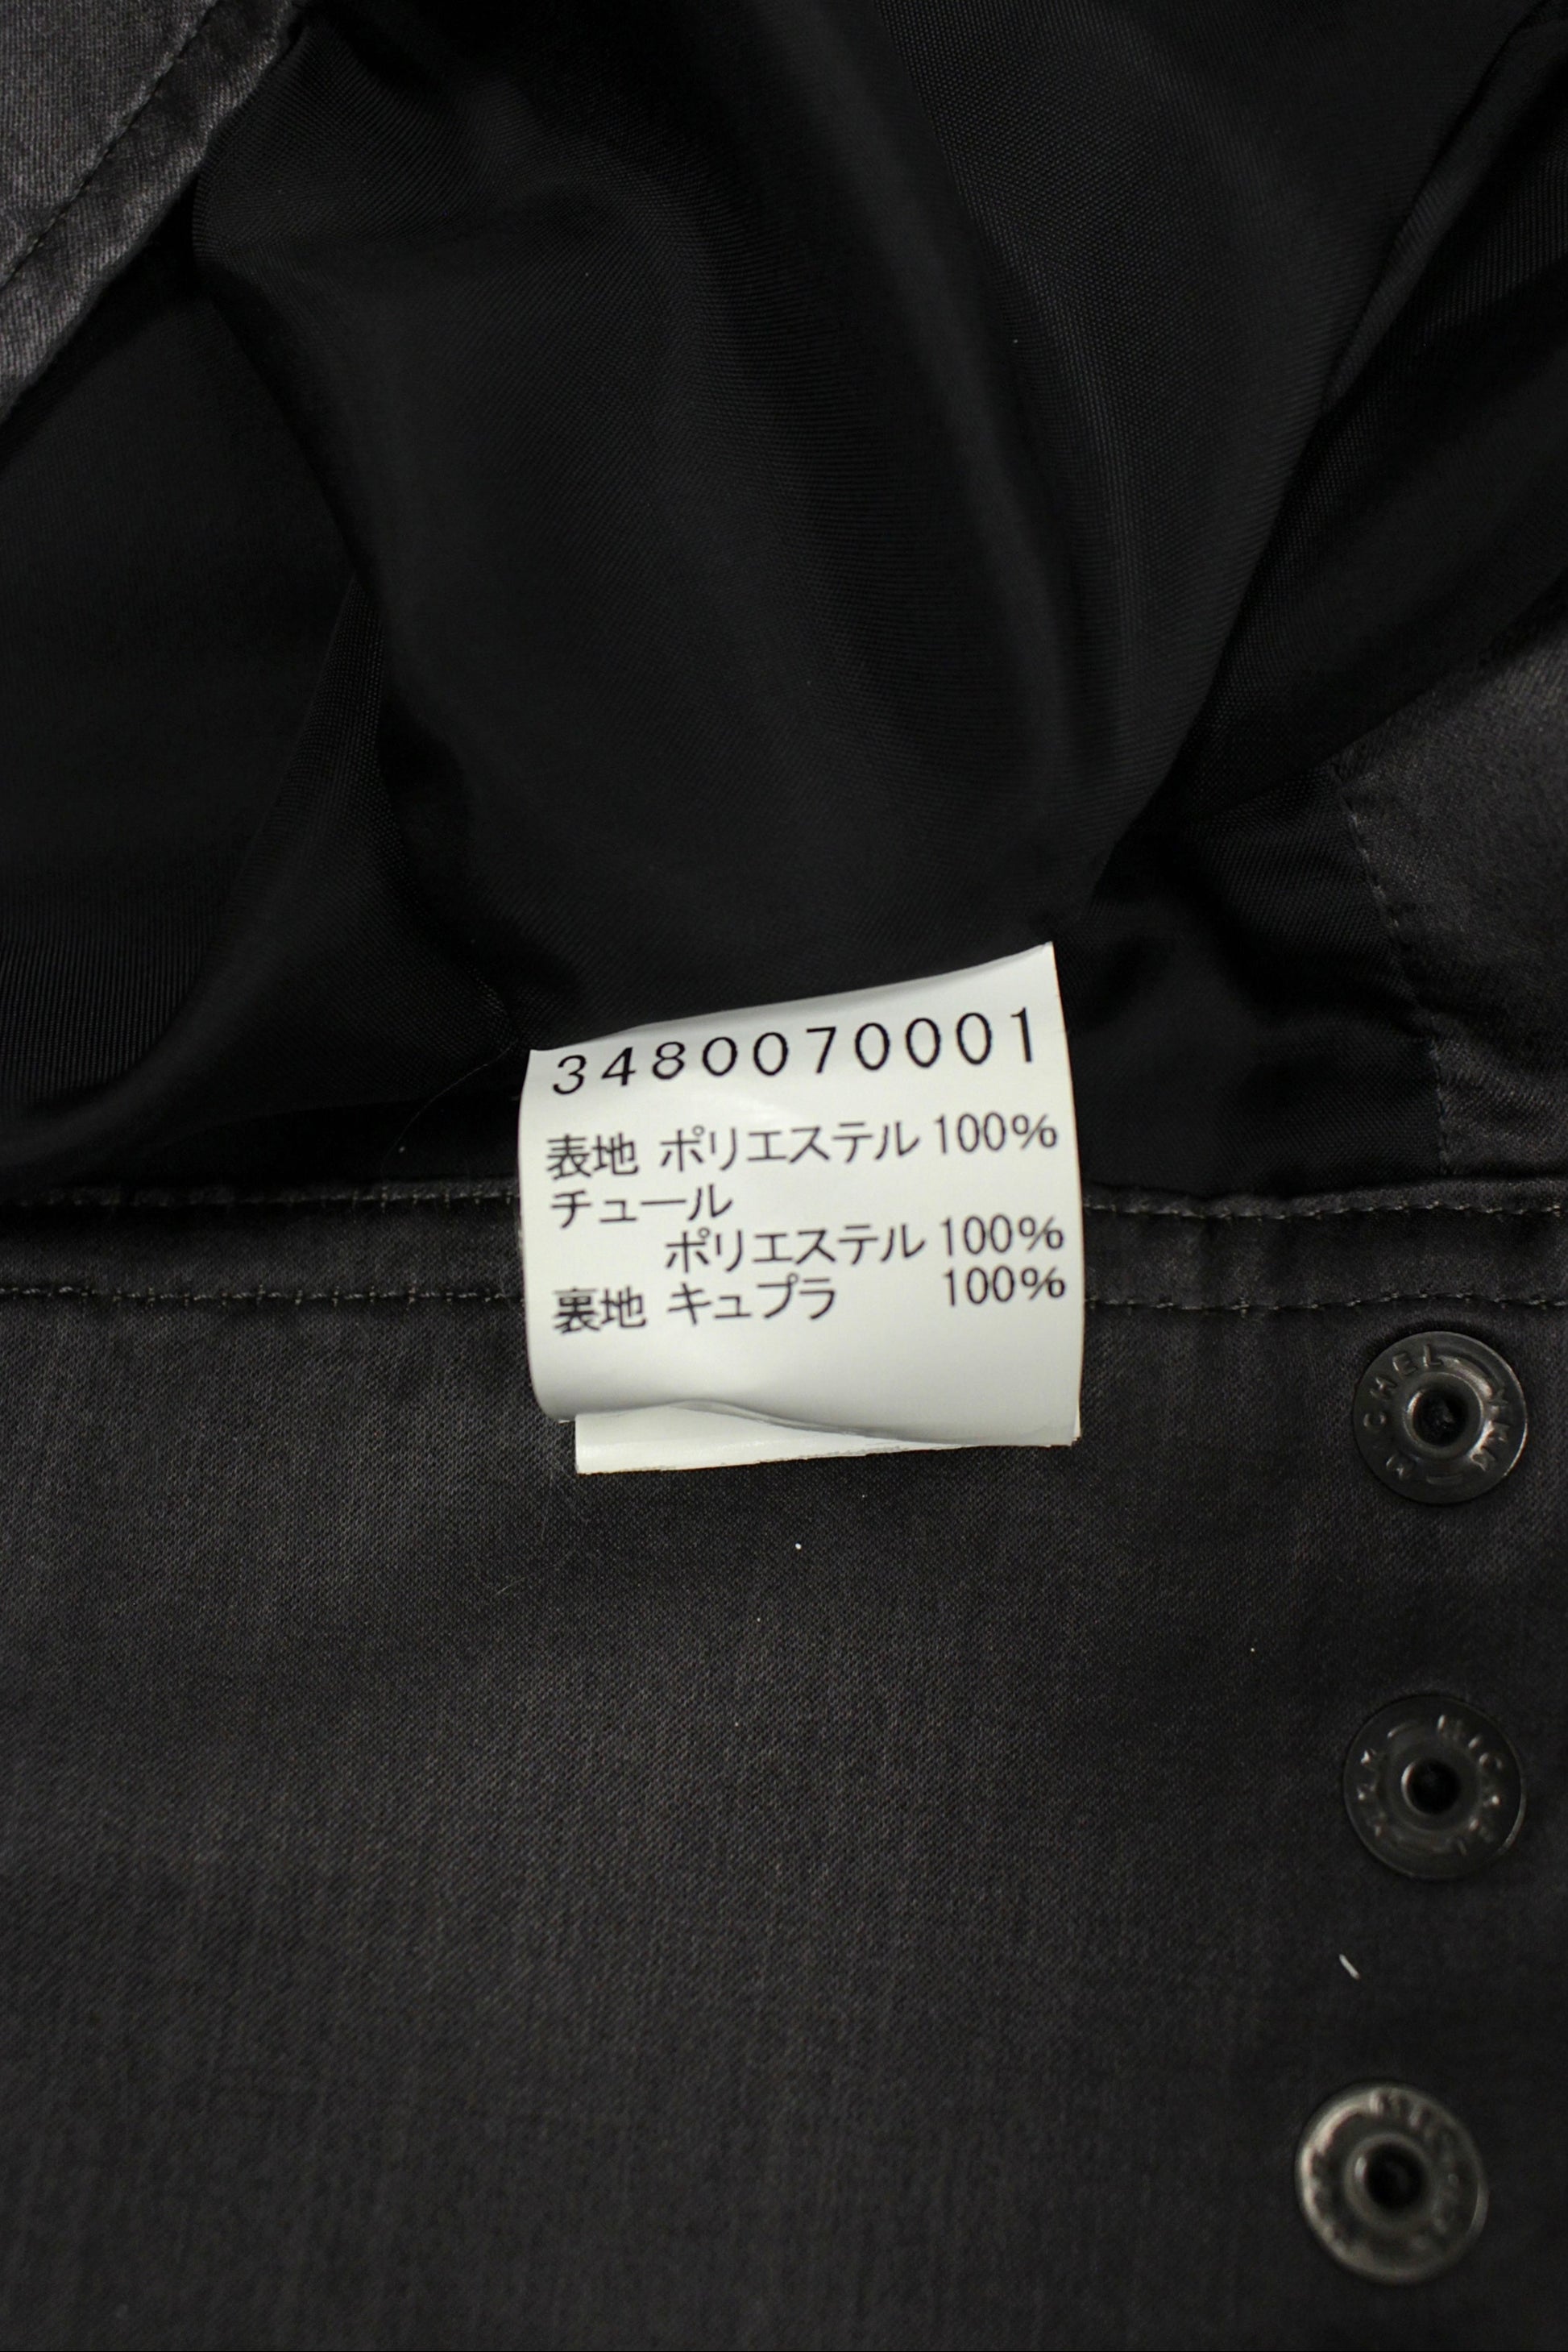 3480070001
表地 ポリエステル 100%
チュール
ポリエステル 100%
裏地 キュプラ 100%